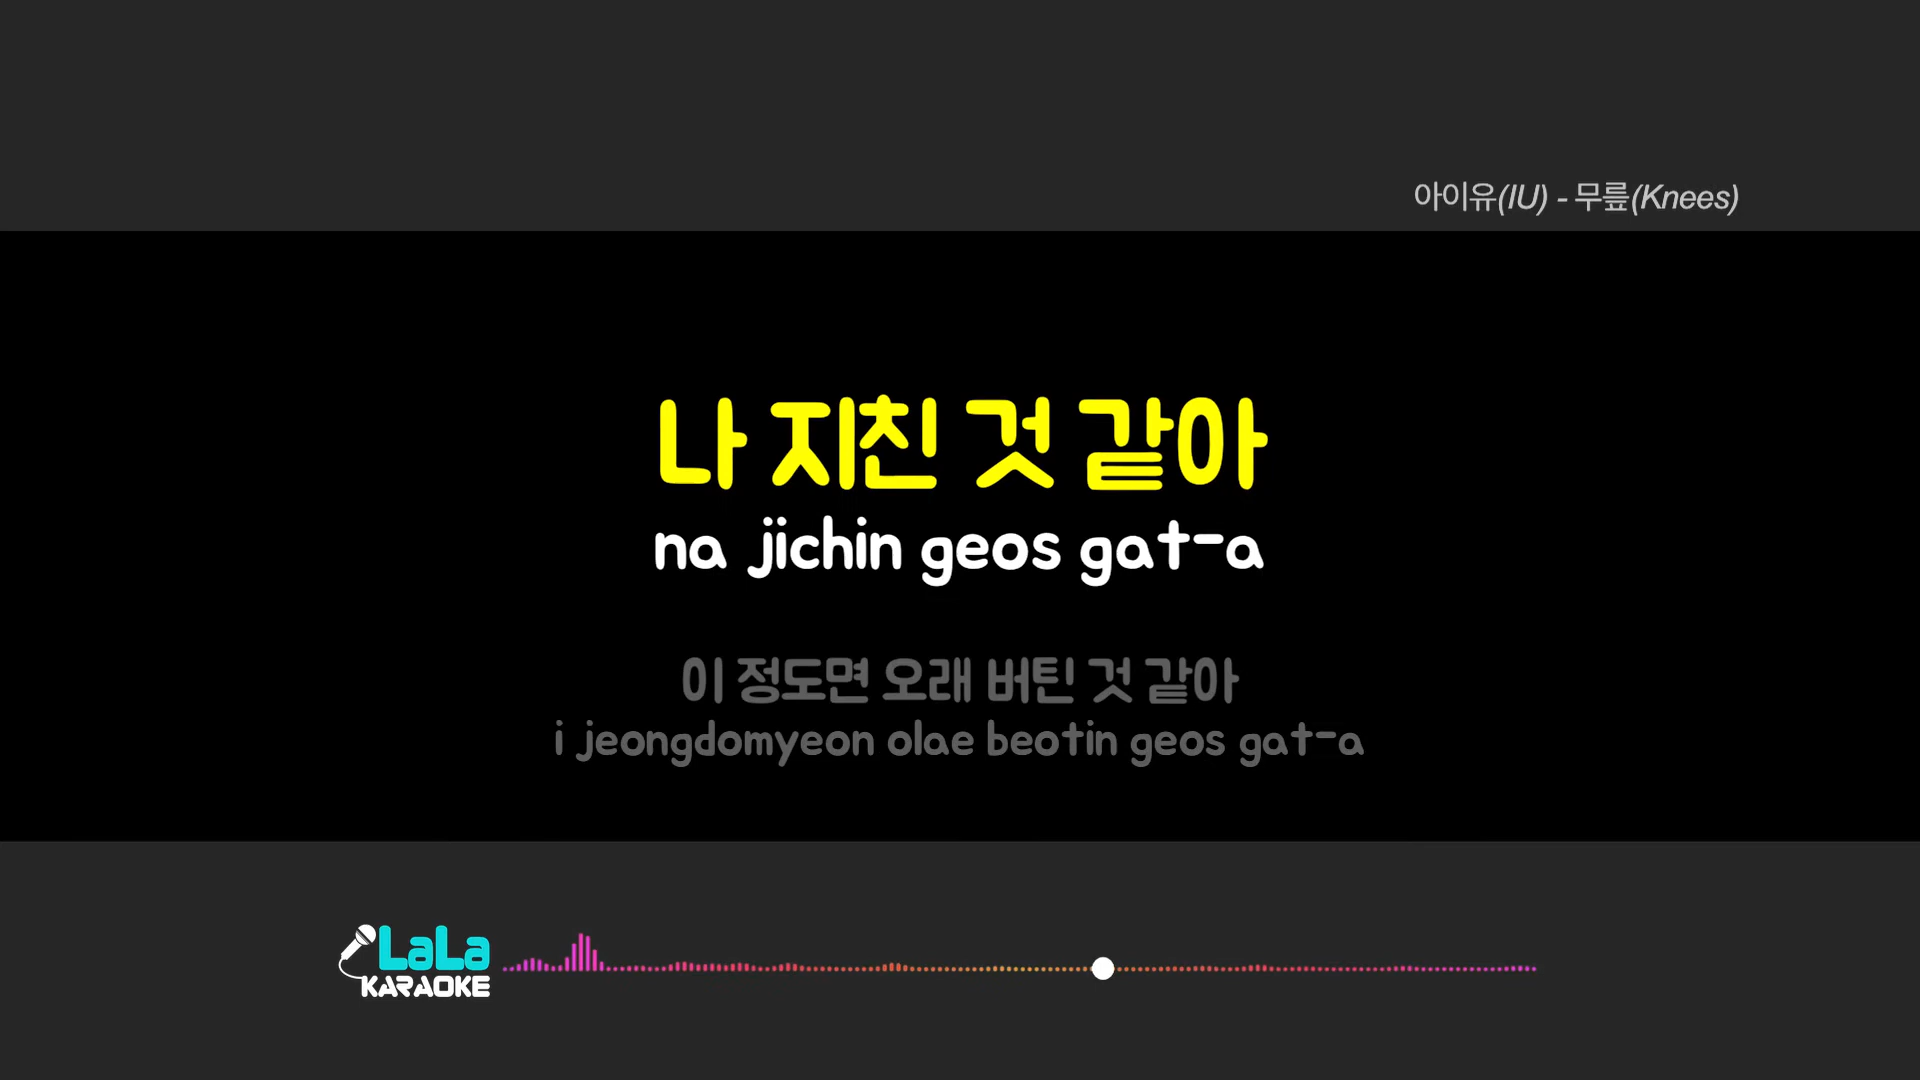 아이유(IU) - 무릎(Knees)
나 지친 것 같아
na jichin geos gat-a
이 정도면 오래 버틴 것 같아
i jeongdomyeon olae beotin geos gat-a
LaLa
KARAOKE